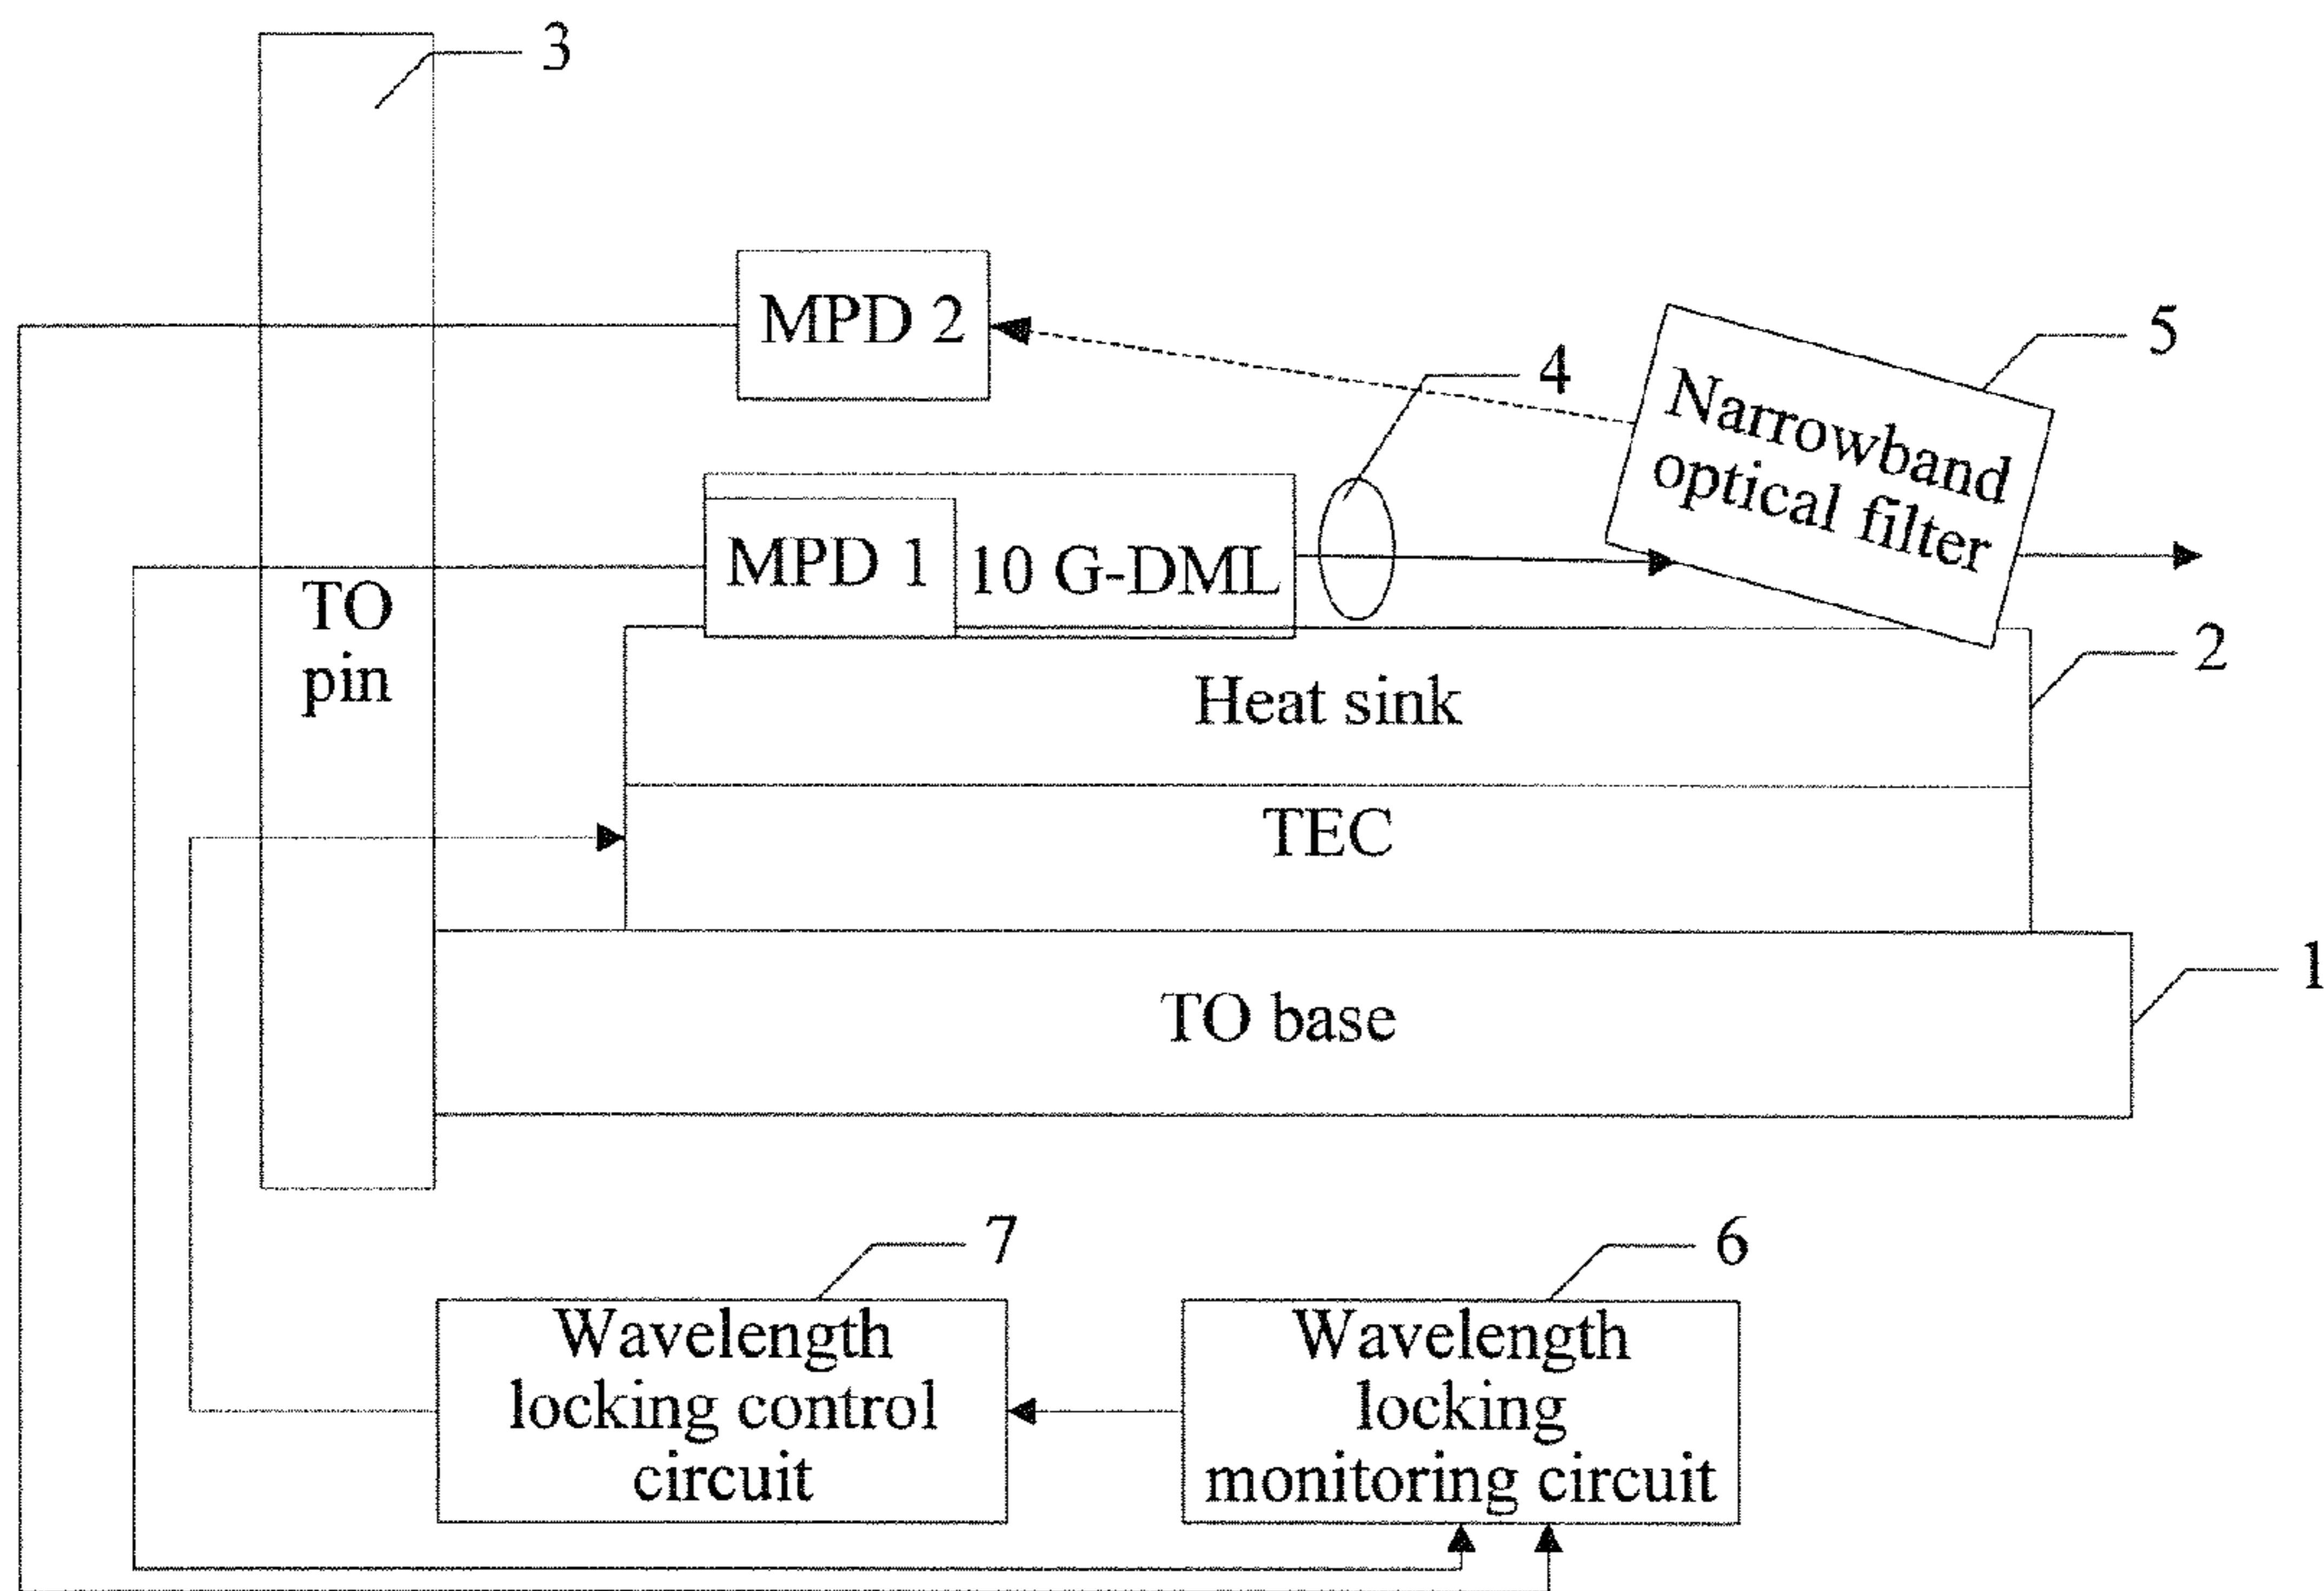 3
MPD 2
5
4
Narrowband
optical filter
MPD 1
10 G-DML
TO
pin
2
Heat sink
TEC
1
TO base
7
6
Wavelength
locking control
circuit
Wavelength
locking
monitoring circuit